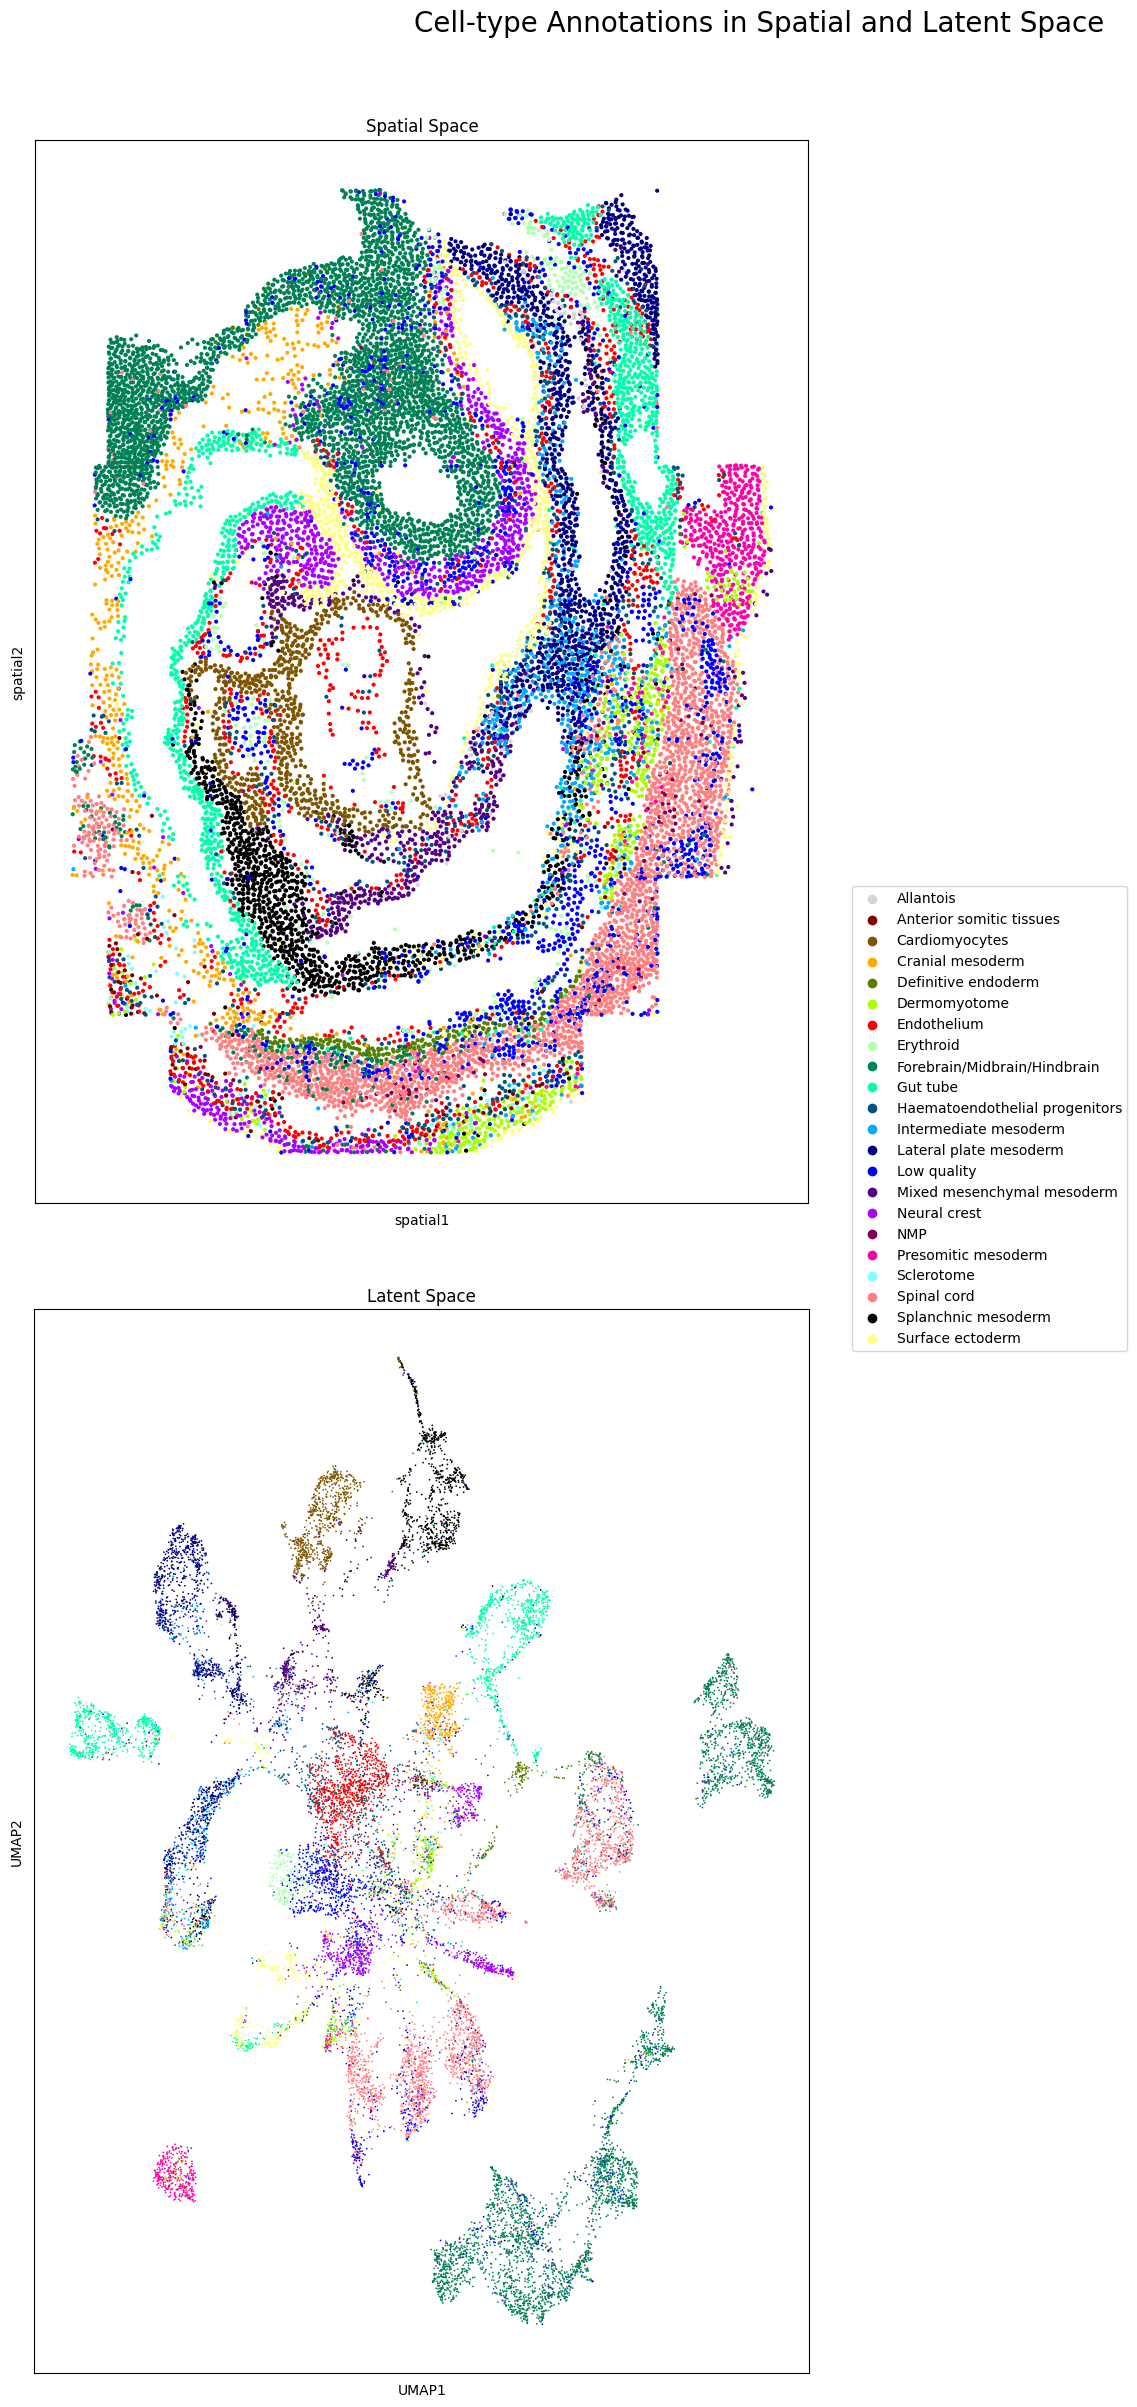 Cell-type Annotations in Spatial and Latent Space
Spatial Space
spatial2
spatial1
Allantois
Anterior somitic tissues
Cardiomyocytes
Cranial mesoderm
Definitive endoderm
Dermomyotome
Endothelium
Erythroid
Forebrain/Midbrain/Hindbrain
Gut tube
Haematoendothelial progenitors
Intermediate mesoderm
Lateral plate mesoderm
Low quality
Mixed mesenchymal mesoderm
Neural crest
NMP
Presomitic mesoderm
Sclerotome
Spinal cord
Splanchnic mesoderm
Surface ectoderm
Latent Space
UMAP2
UMAP1